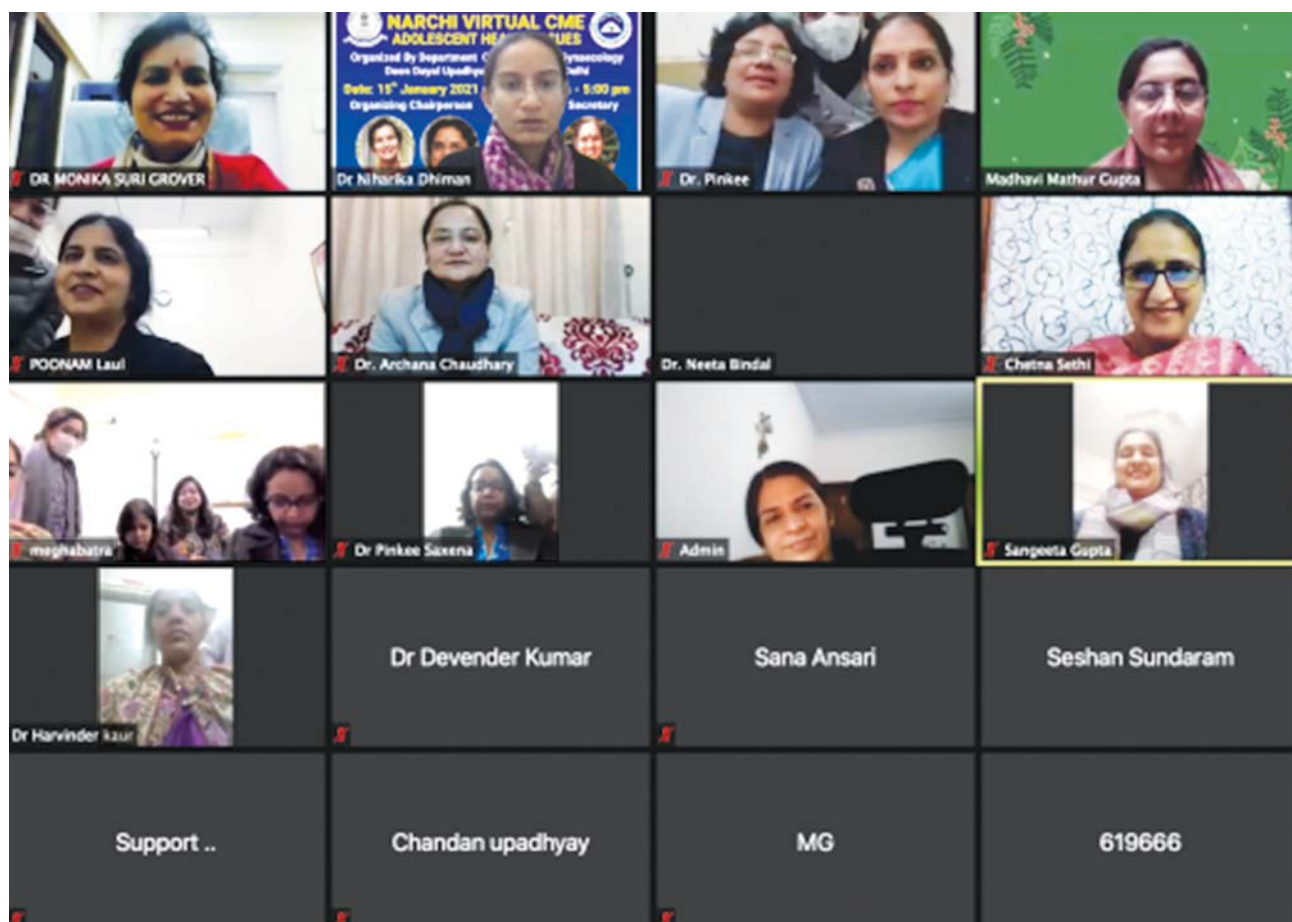 NARCHI VIRTUAL CME
ADOLESCENT HEA UES
Organized By Department Gynaecology
Deen Dayal Upadhya Delhi
Date: 15th January 2021 - 5:00 pm
Organizing Chairperson Secretary
DR MONIKA SURI GROVER
Dr Niharika Dhiman
Dr. Pinkee
Madhavi Mathur Gupta
POONAM Laul
Dr. Archana Chaudhary
Dr. Neeta Bindal
Chetna Sethi
meghabatra
Dr Pinkee Saxena
Admin
Sangeeta Gupta
Dr Harvinder kaur
Dr Devender Kumar
Sana Ansari
Seshan Sundaram
Support ..
Chandan upadhyay
MG
619666